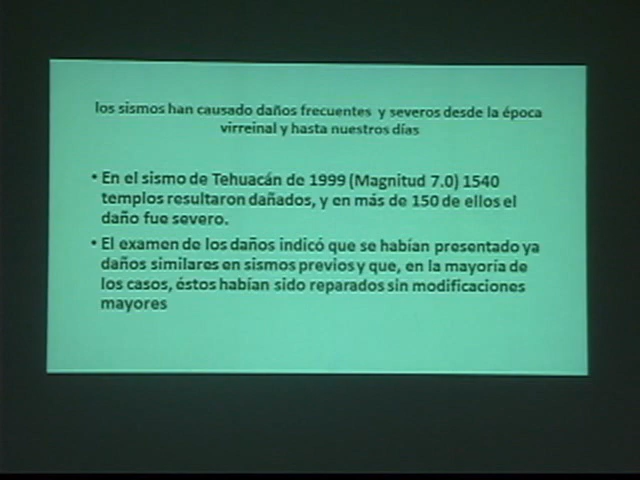 los sismos han causado daños frecuentes y severos desde la época
virreinal y hasta nuestros días
• En el sismo de Tehuacán de 1999 (Magnitud 7.0) 1540
templos resultaron dañados, y en más de 150 de ellos el
daño fue severo.
• El examen de los daños indicó que se habían presentado ya
daños similares en sismos previos y que, en la mayoría de
los casos, éstos habían sido reparados sin modificaciones
mayores